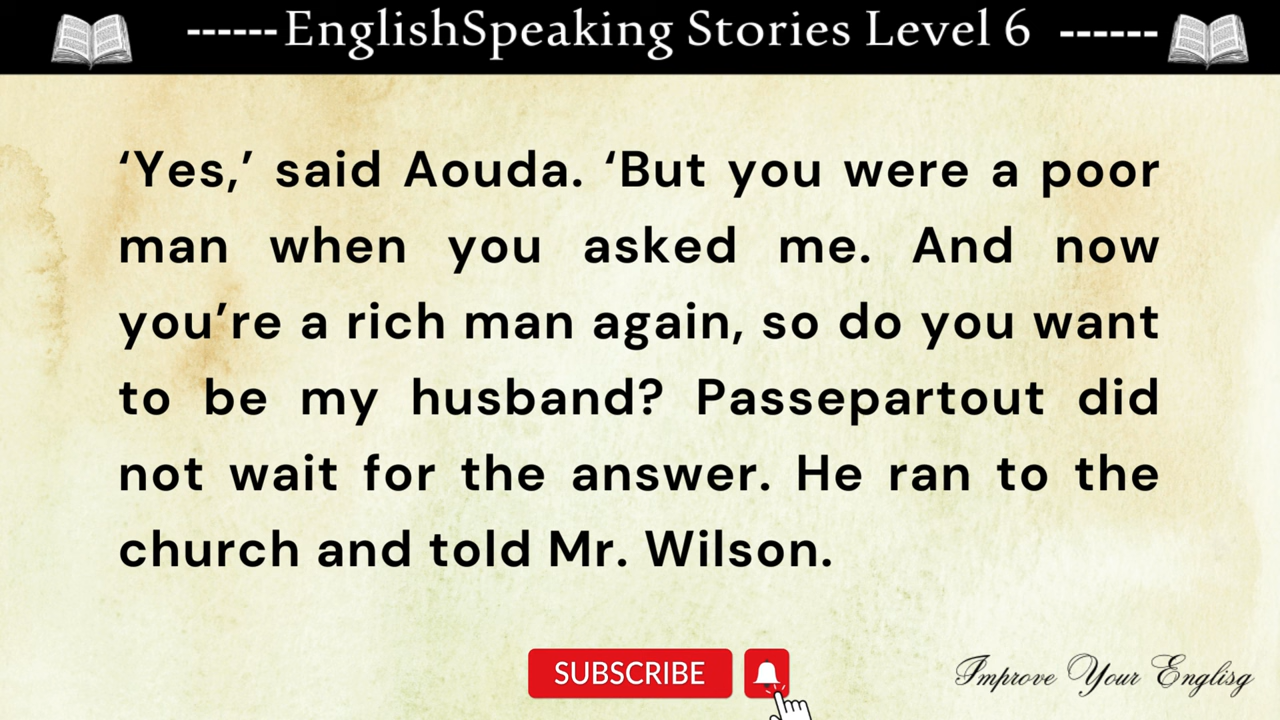 ------EnglishSpeaking Stories Level 6 ------
‘Yes,’ said Aouda. ‘But you were a poor
man when you asked me. And now
you’re a rich man again, so do you want
to be my husband? Passepartout did
not wait for the answer. He ran to the
church and told Mr. Wilson.
SUBSCRIBE
Improve Your Englisg